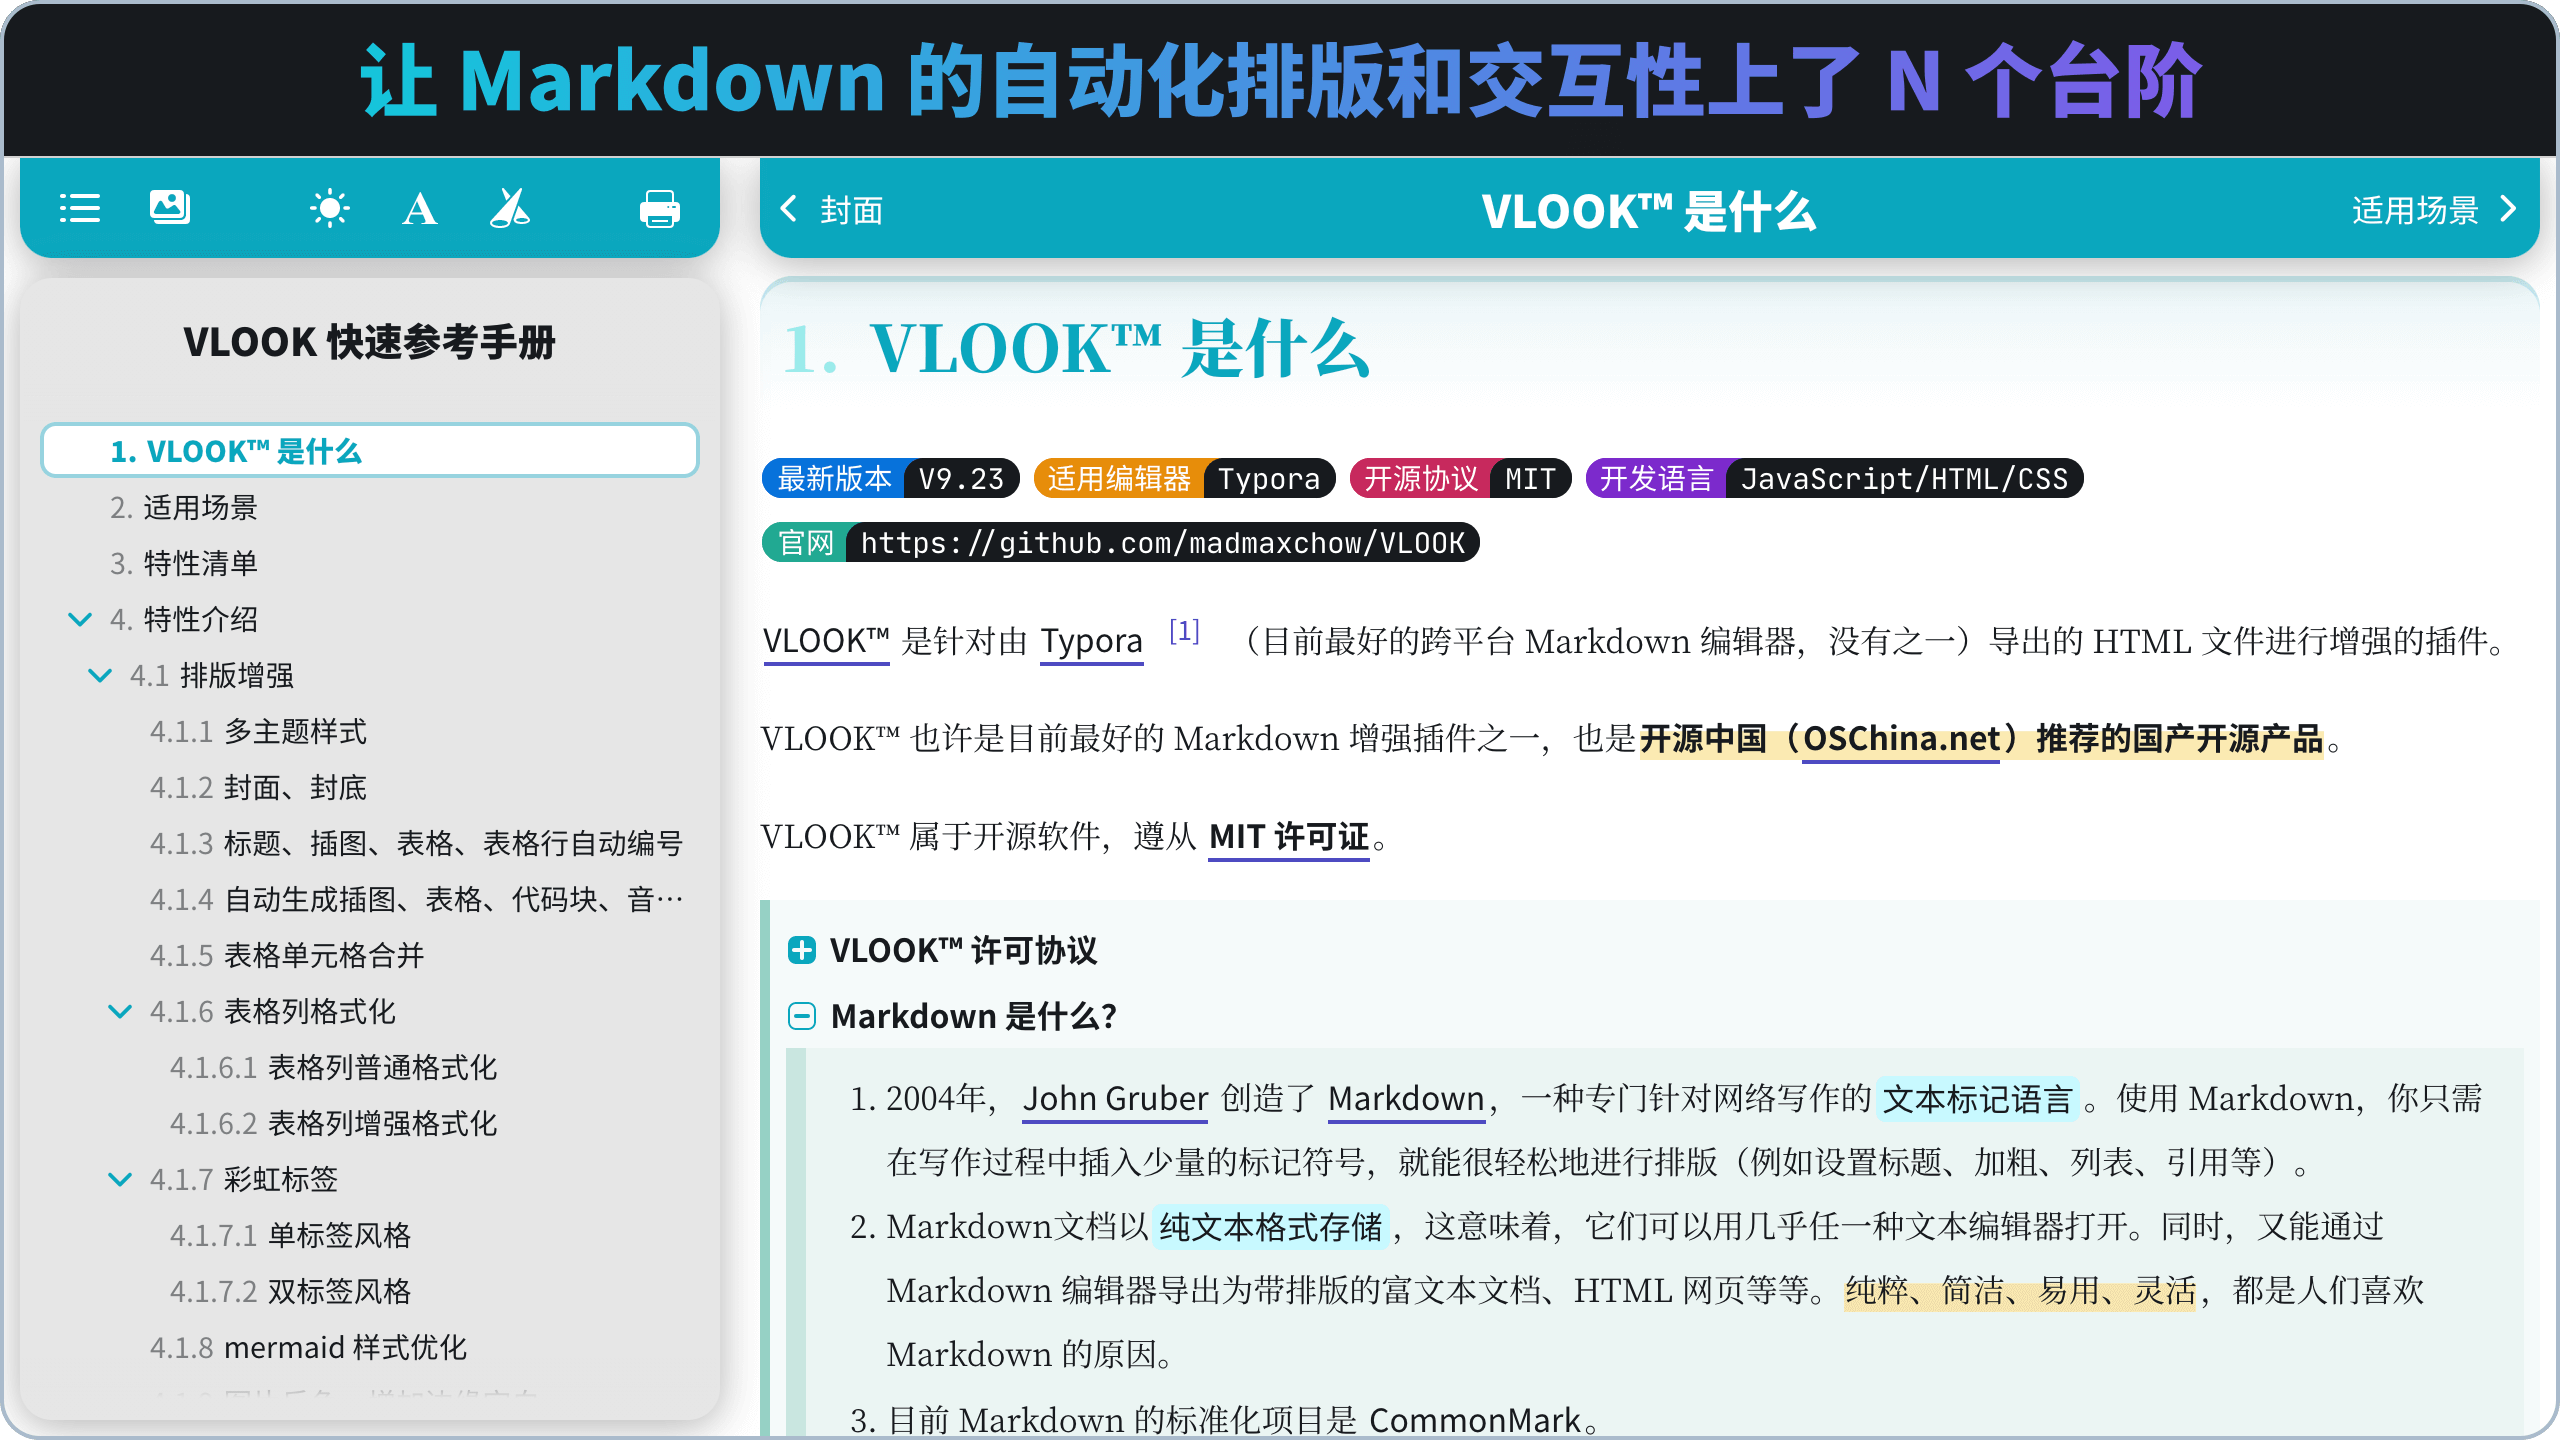 让 Markdown 的自动化排版和交互性上了 N 个台阶
封面
VLOOK™ 是什么
适用场景
VLOOK 快速参考手册
1. VLOOK™ 是什么
2. 适用场景
3. 特性清单
4. 特性介绍
4.1 排版增强
4.1.1 多主题样式
4.1.2 封面、封底
4.1.3 标题、插图、表格、表格行自动编号
4.1.4 自动生成插图、表格、代码块、音…
4.1.5 表格单元格合并
4.1.6 表格列格式化
4.1.6.1 表格列普通格式化
4.1.6.2 表格列增强格式化
4.1.7 彩虹标签
4.1.7.1 单标签风格
4.1.7.2 双标签风格
4.1.8 mermaid 样式优化
1. VLOOK™ 是什么
最新版本 V9.23 适用编辑器 Typora 开源协议 MIT 开发语言 JavaScript/HTML/CSS
官网 https://github.com/madmaxchow/VLOOK
VLOOK™ 是针对由 Typora [1] （目前最好的跨平台 Markdown 编辑器，没有之一）导出的 HTML 文件进行增强的插件。
VLOOK™ 也许是目前最好的 Markdown 增强插件之一，也是开源中国（OSChina.net）推荐的国产开源产品。
VLOOK™ 属于开源软件，遵从 MIT 许可证。
VLOOK™ 许可协议
Markdown 是什么？
1. 2004年，John Gruber 创造了 Markdown，一种专门针对网络写作的 文本标记语言 。使用 Markdown，你只需
在写作过程中插入少量的标记符号，就能很轻松地进行排版（例如设置标题、加粗、列表、引用等）。
2. Markdown文档以 纯文本格式存储 ，这意味着，它们可以用几乎任一种文本编辑器打开。同时，又能通过
Markdown 编辑器导出为带排版的富文本文档、HTML 网页等等。纯粹、简洁、易用、灵活，都是人们喜欢
Markdown 的原因。
3. 目前 Markdown 的标准化项目是 CommonMark。